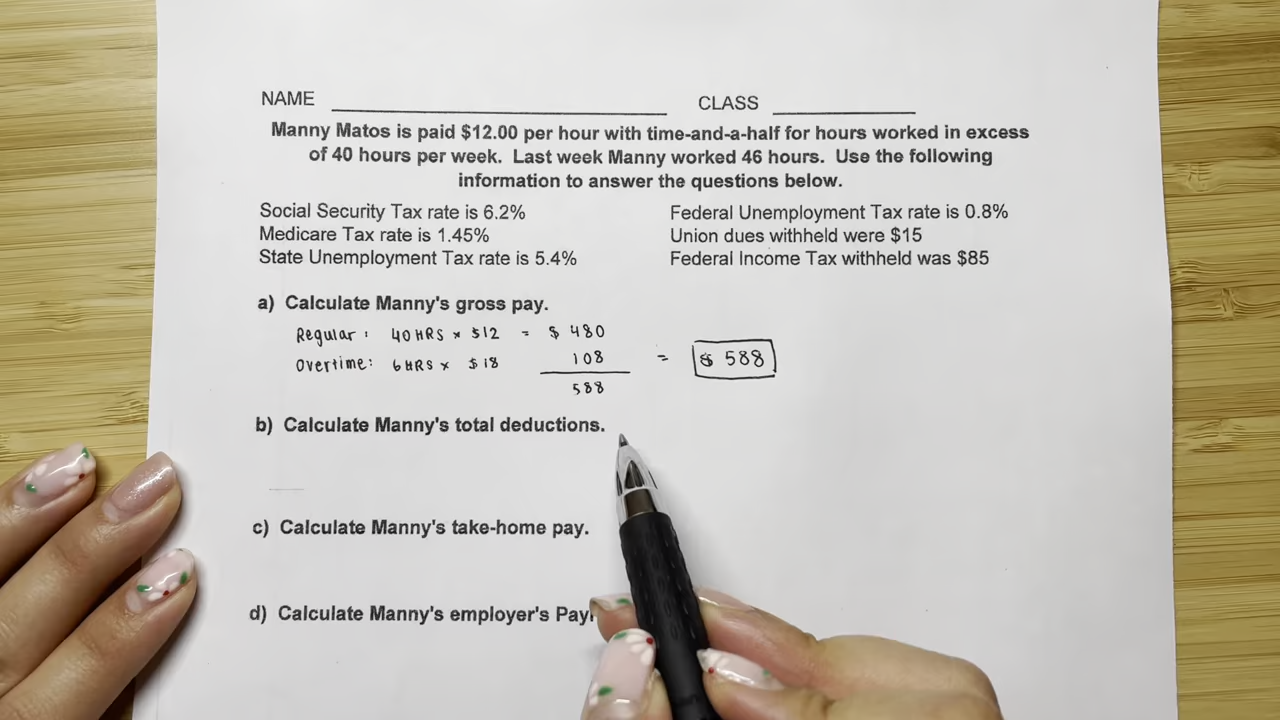 NAME CLASS
Manny Matos is paid $12.00 per hour with time-and-a-half for hours worked in excess
of 40 hours per week. Last week Manny worked 46 hours. Use the following
information to answer the questions below.
Social Security Tax rate is 6.2% Federal Unemployment Tax rate is 0.8%
Medicare Tax rate is 1.45% Union dues withheld were $15
State Unemployment Tax rate is 5.4% Federal Income Tax withheld was $85
a) Calculate Manny's gross pay.
Regular: 40 HRS × $12 = $ 480
Overtime: 6 HRS × $18 108 = $ 588
588
b) Calculate Manny's total deductions.
c) Calculate Manny's take-home pay.
d) Calculate Manny's employer's